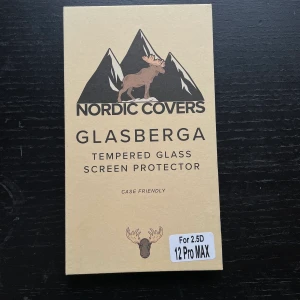 NORDIC COVERS
GLASBERGA
TEMPERED GLASS
SCREEN PROTECTOR
CASE FRIENDLY
For 2.5D
12 Pro MAX